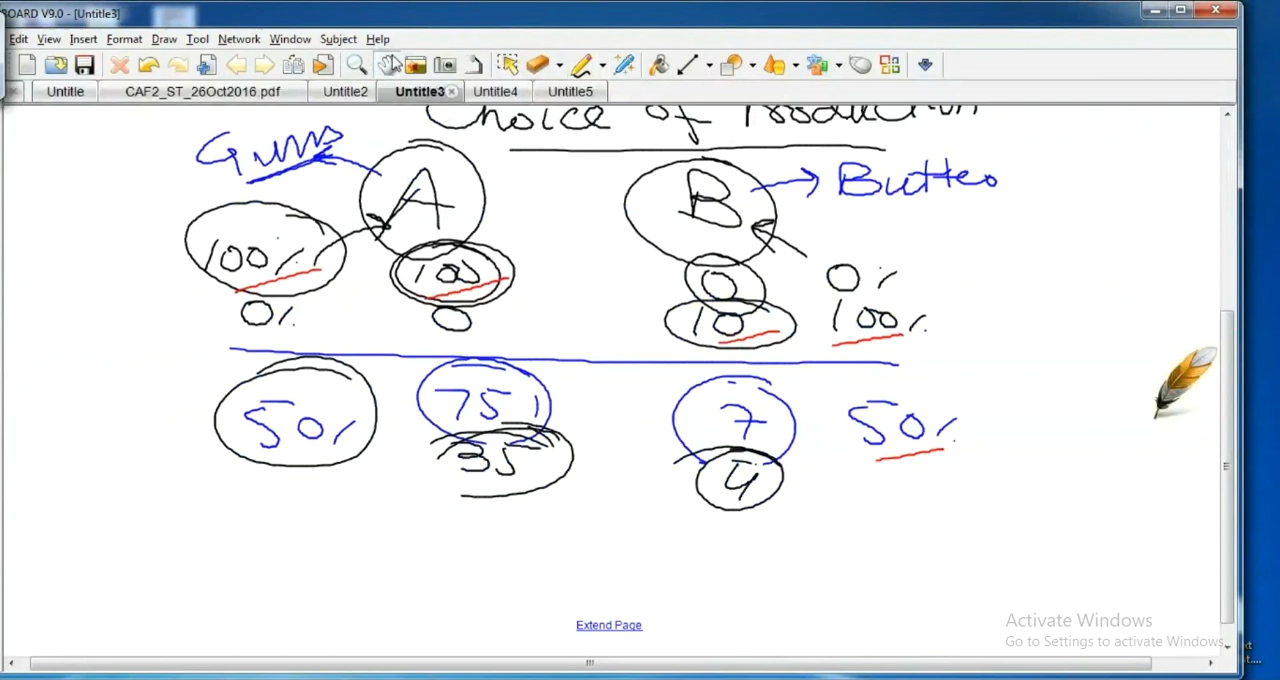 BOARD V9.0 - [Untitle3]
Edit View Insert Format Draw Tool Network Window Subject Help
Untitle CAF2_ST_26Oct2016.pdf Untitle2 Untitle3 Untitle4 Untitle5
Choice of Production
Guns A B Butter
100% 100 0 0%
0% 0 10 100%
50% 75 7 50%
35 4
Extend Page
Activate Windows
Go to Settings to activate Windows.